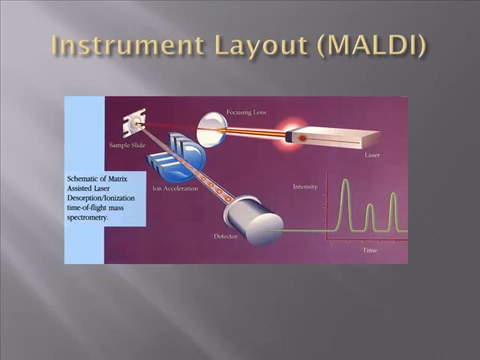 Instrument Layout (MALDI)
Focusing Lens
Sample Slide
Laser
Schematic of Matrix
Assisted Laser
Desorption/Ionization
time-of-flight mass
spectrometry.
Ion Acceleration
Intensity
Detector
Time